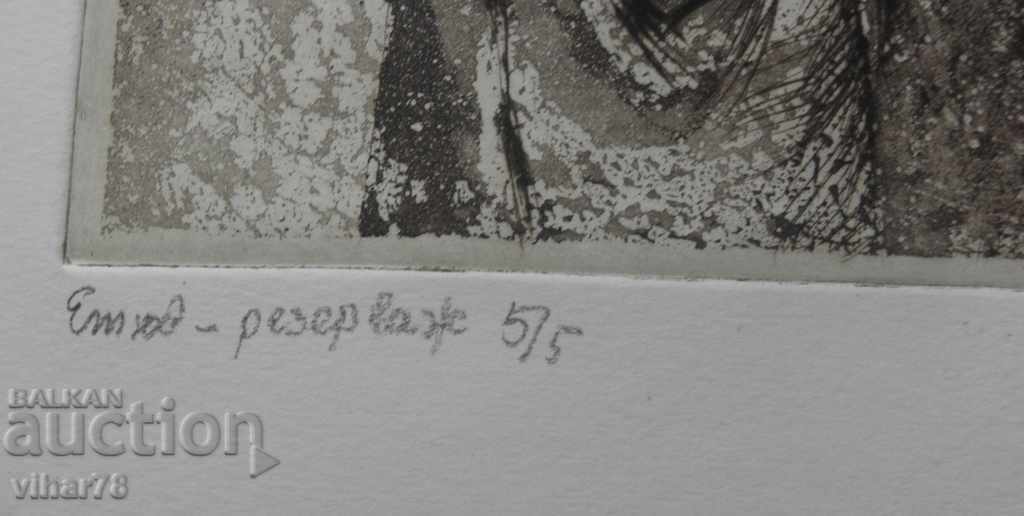 Етюд - резерваж 5/5
BALKAN
auction
vihar78